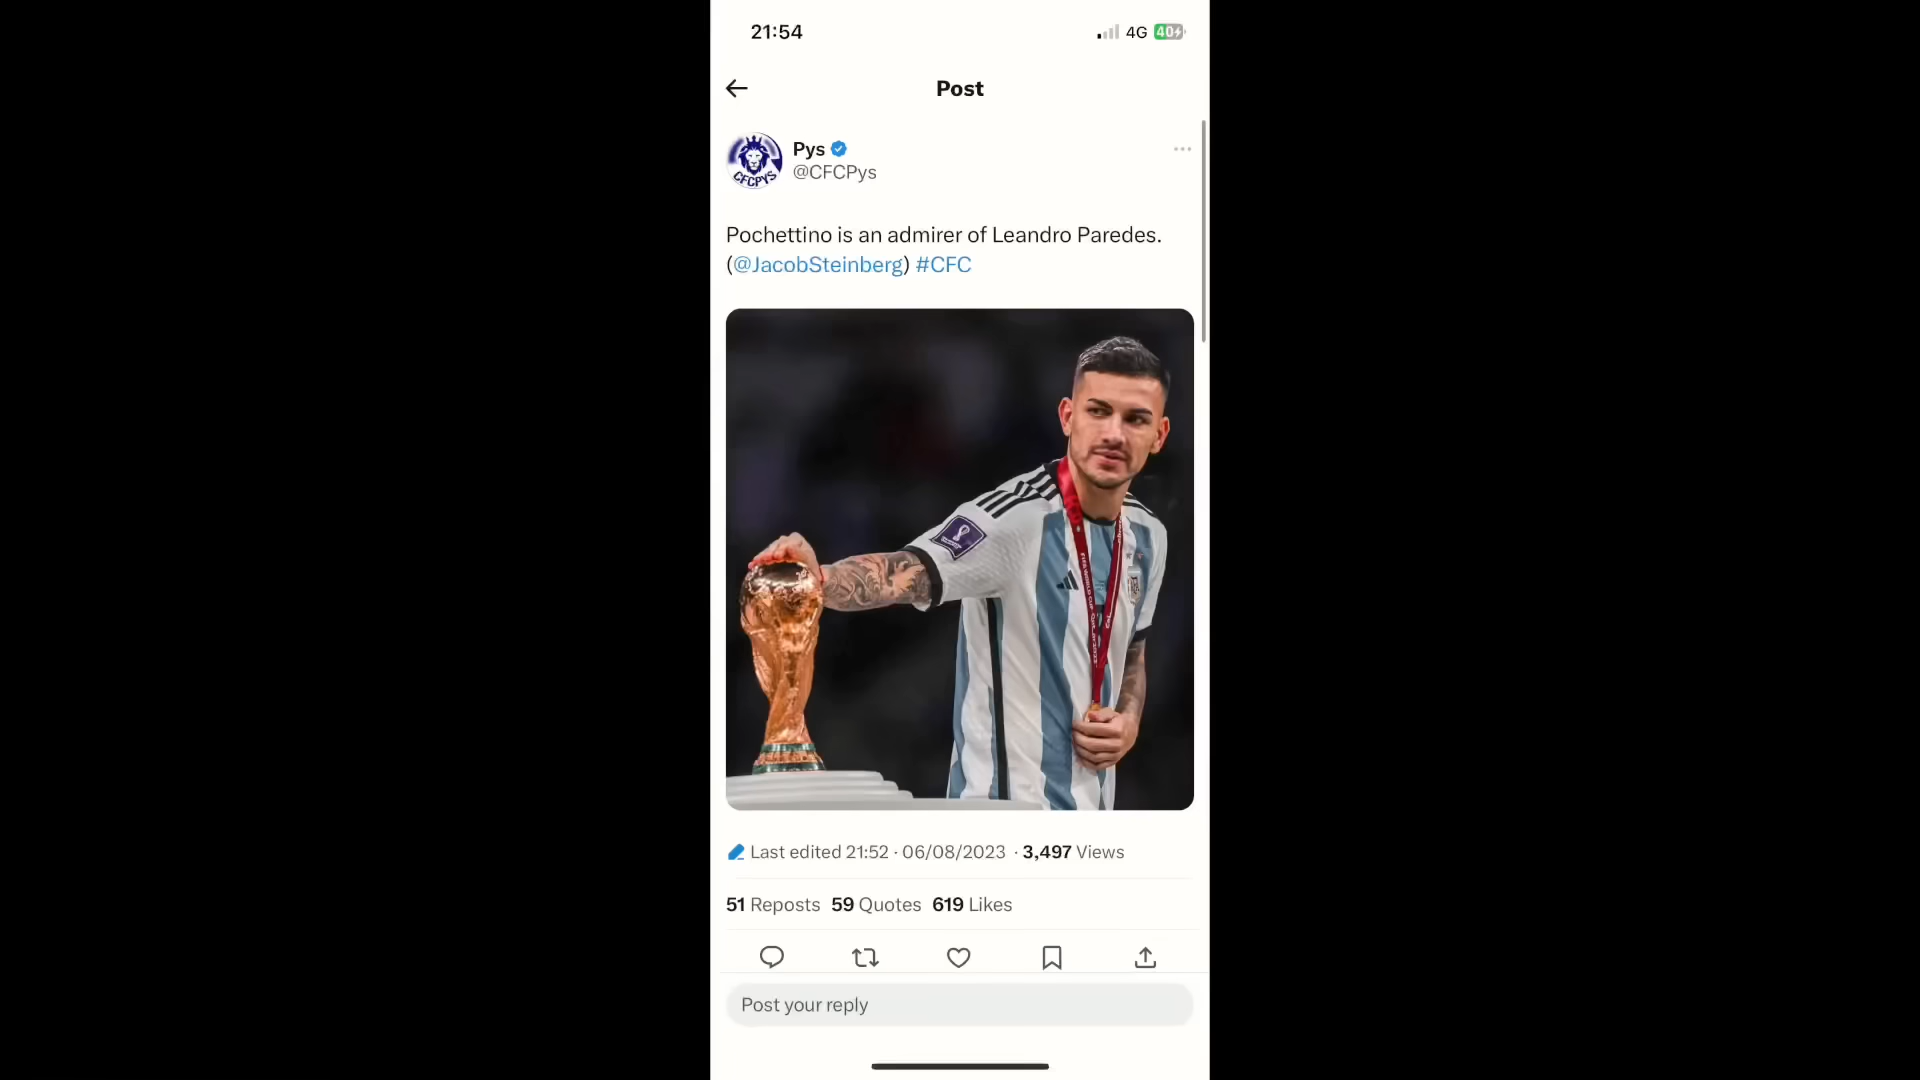 21:54
4G 40
Post
Pys
@CFCPys
CFCPYS
Pochettino is an admirer of Leandro Paredes.
(@JacobSteinberg) #CFC
Last edited 21:52 · 06/08/2023 · 3,497 Views
51 Reposts 59 Quotes 619 Likes
Post your reply